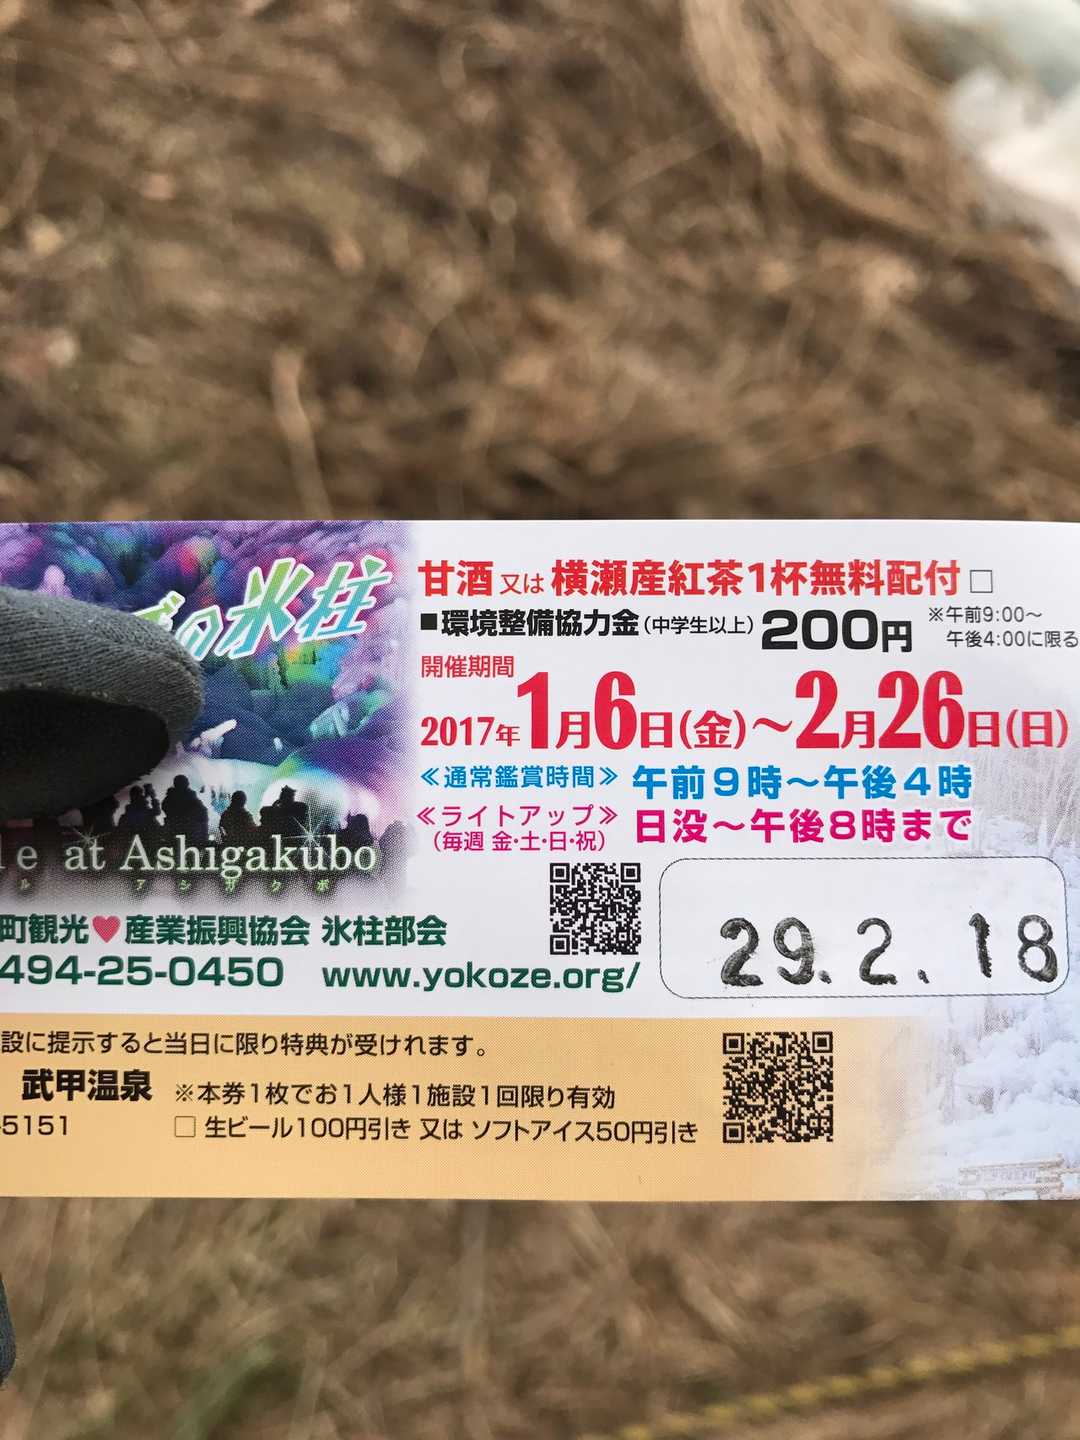 の氷柱
le at Ashigakubo
ル アシガクボ
町観光♥産業振興協会 氷柱部会
494-25-0450 www.yokoze.org/
甘酒又は横瀬産紅茶1杯無料配付□
■環境整備協力金(中学生以上)200円
※午前9:00〜
午後4:00に限る
開催期間
2017年1月6日(金)〜2月26日(日)
≪通常鑑賞時間≫ 午前9時〜午後4時
≪ライトアップ≫ 日没〜午後8時まで
(毎週 金・土・日・祝)
29.2.18
設に提示すると当日に限り特典が受けれます。
武甲温泉 ※本券1枚でお1人様1施設1回限り有効
-5151 □ 生ビール100円引き 又は ソフトアイス50円引き